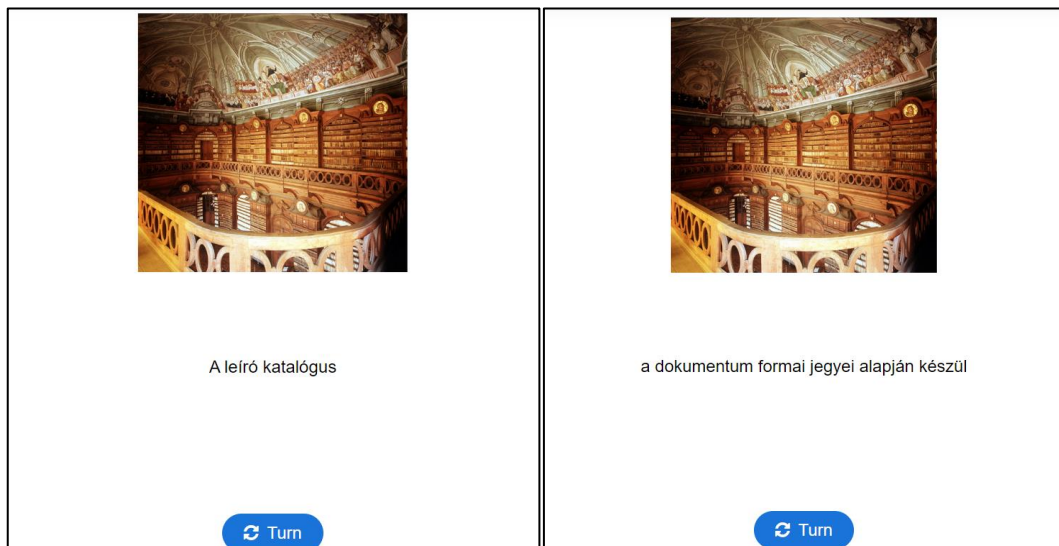 A leíró katalógus
Turn
a dokumentum formai jegyei alapján készül
Turn